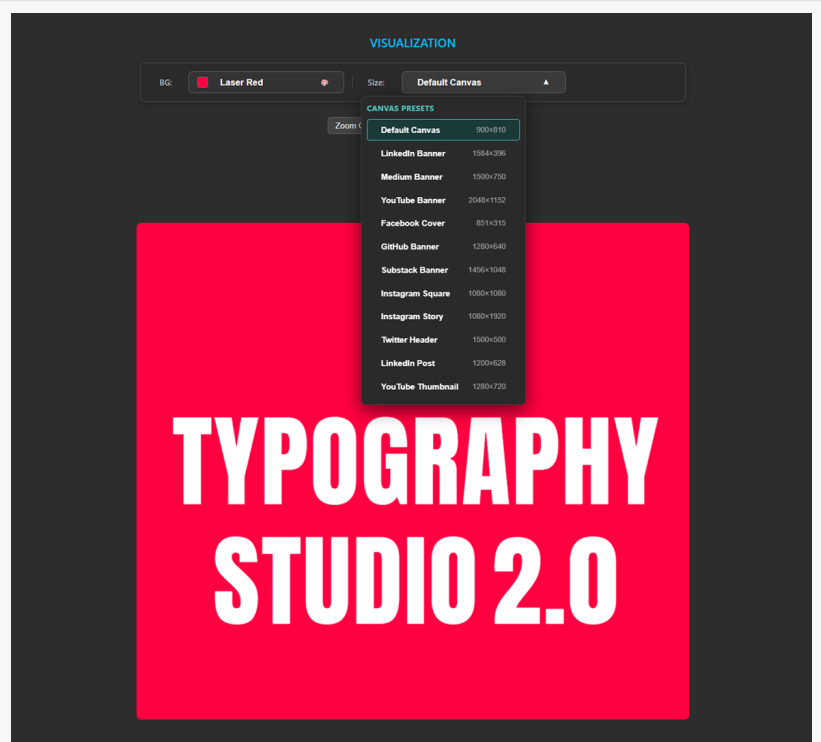 VISUALIZATION
BG: Laser Red Size: Default Canvas
CANVAS PRESETS
Default Canvas 900×810
LinkedIn Banner 1584×396
Medium Banner 1500×750
YouTube Banner 2048×1152
Facebook Cover 851×315
GitHub Banner 1280×640
Substack Banner 1456×1048
Instagram Square 1080×1080
Instagram Story 1080×1920
Twitter Header 1500×500
LinkedIn Post 1200×628
YouTube Thumbnail 1280×720
Zoom
TYPOGRAPHY
STUDIO 2.0